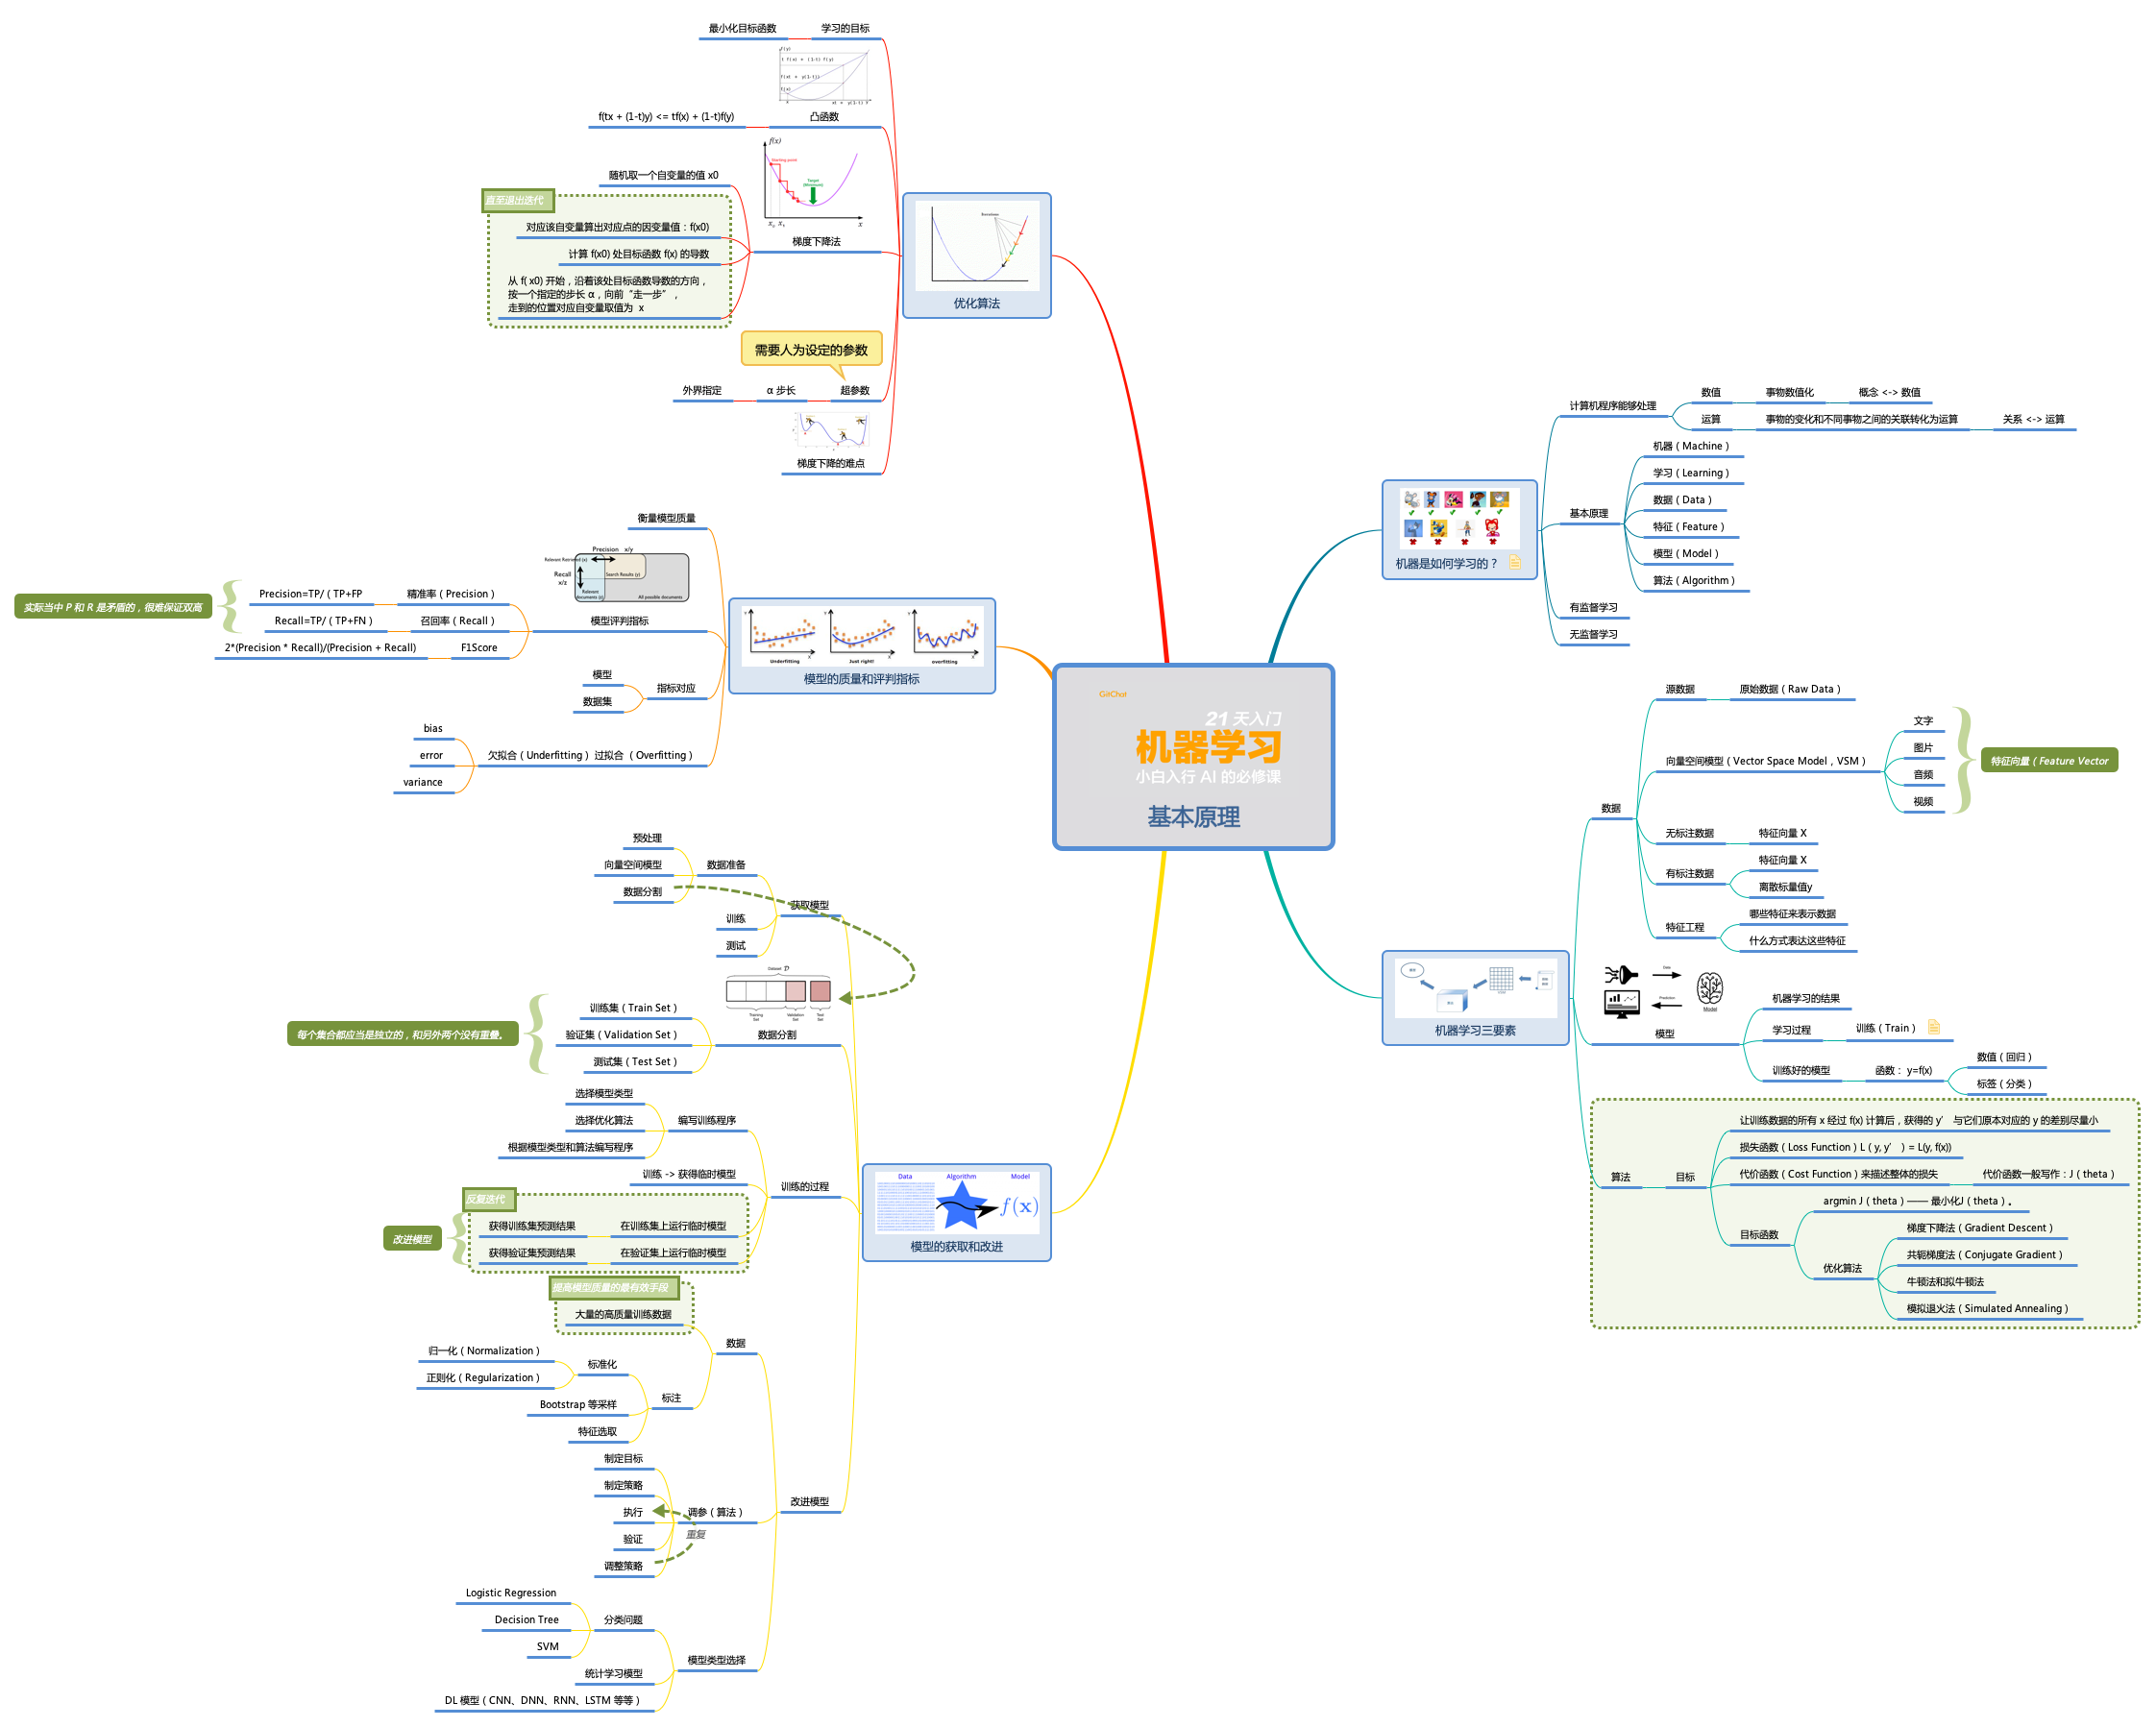 GitChat
21 天入门
机器学习
小白入行 AI 的必修课
基本原理
机器是如何学习的？
计算机程序能够处理
数值
事物数值化
概念 <-> 数值
运算
事物的变化和不同事物之间的关联转化为运算
关系 <-> 运算
基本原理
机器 ( Machine )
学习 ( Learning )
数据 ( Data )
特征 ( Feature )
模型 ( Model )
算法 ( Algorithm )
有监督学习
无监督学习
机器学习三要素
数据
源数据
原始数据 ( Raw Data )
向量空间模型 ( Vector Space Model，VSM )
文字
图片
音频
视频
特征向量（Feature Vector
无标注数据
特征向量 X
有标注数据
特征向量 X
离散标量值y
特征工程
哪些特征来表示数据
什么方式表达这些特征
Data
Prediction
Model
模型
机器学习的结果
学习过程
训练 ( Train )
训练好的模型
函数： y=f(x)
数值 ( 回归 )
标签 ( 分类 )
算法
目标
让训练数据的所有 x 经过 f(x) 计算后，获得的 y’ 与它们原本对应的 y 的差别尽量小
损失函数 ( Loss Function ) L ( y, y’ ) = L(y, f(x))
代价函数 ( Cost Function ) 来描述整体的损失
代价函数一般写作：J ( theta )
目标函数
argmin J ( theta ) —— 最小化J ( theta ) 。
优化算法
梯度下降法 ( Gradient Descent )
共轭梯度法 ( Conjugate Gradient )
牛顿法和拟牛顿法
模拟退火法 ( Simulated Annealing )
Data
Algorithm
Model
f(x)
模型的获取和改进
获取模型
数据准备
预处理
向量空间模型
数据分割
训练
测试
Dataset D
Training Set
Validation Set
Test Set
数据分割
训练集 ( Train Set )
验证集 ( Validation Set )
测试集 ( Test Set )
每个集合都应当是独立的，和另外两个没有重叠。
训练的过程
编写训练程序
选择模型类型
选择优化算法
根据模型类型和算法编写程序
训练 -> 获得临时模型
反复迭代
在训练集上运行临时模型
获得训练集预测结果
在验证集上运行临时模型
获得验证集预测结果
改进模型
改进模型
数据
提高模型质量的最有效手段
大量的高质量训练数据
标注
标准化
归一化 ( Normalization )
正则化 ( Regularization )
Bootstrap 等采样
特征选取
调参 ( 算法 )
制定目标
制定策略
执行
验证
调整策略
重复
模型类型选择
分类问题
Logistic Regression
Decision Tree
SVM
统计学习模型
DL 模型 ( CNN、DNN、RNN、LSTM 等等 )
Underfitting
Just right!
overfitting
模型的质量和评判指标
衡量模型质量
Precision x/y
Relevant Retrieved (x)
Recall
x/z
Search Results (y)
Relevant
documents (z)
All possible documents
模型评判指标
精准率 ( Precision )
Precision=TP/ ( TP+FP
召回率 ( Recall )
Recall=TP/ ( TP+FN )
F1Score
2*(Precision * Recall)/(Precision + Recall)
实际当中 P 和 R 是矛盾的，很难保证双高
指标对应
模型
数据集
欠拟合 ( Underfitting ) 过拟合 ( Overfitting )
bias
error
variance
Iterations
优化算法
学习的目标
最小化目标函数
f(y)
t f(x) + (1-t) f(y)
f(xt + y(1-t))
f(x)
x
xt + y(1-t) Y
凸函数
f(tx + (1-t)y) <= tf(x) + (1-t)f(y)
f(x)
Starting point
Target
(Minimum)
x₀ x₁
x
梯度下降法
随机取一个自变量的值 x0
直至退出迭代
对应该自变量算出对应点的因变量值：f(x0)
计算 f(x0) 处目标函数 f(x) 的导数
从 f( x0) 开始，沿着该处目标函数导数的方向，
按一个指定的步长 α，向前“走一步”，
走到的位置对应自变量取值为 x
需要人为设定的参数
超参数
α 步长
外界指定
梯度下降的难点